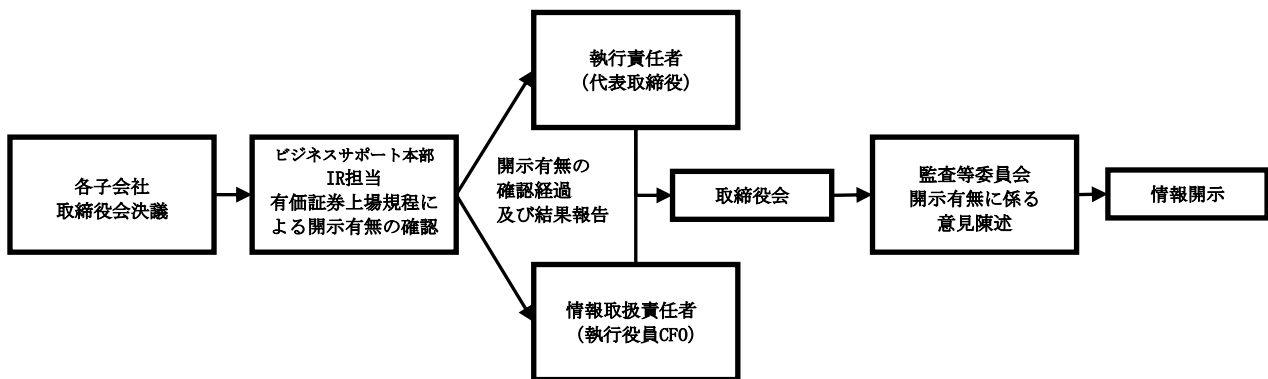 各子会社
取締役会決議
ビジネスサポート本部
IR担当
有価証券上場規程に
よる開示有無の確認
執行責任者
(代表取締役)
開示有無の
確認経過
及び結果報告
情報取扱責任者
(執行役員CFO)
取締役会
監査等委員会
開示有無に係る
意見陳述
情報開示